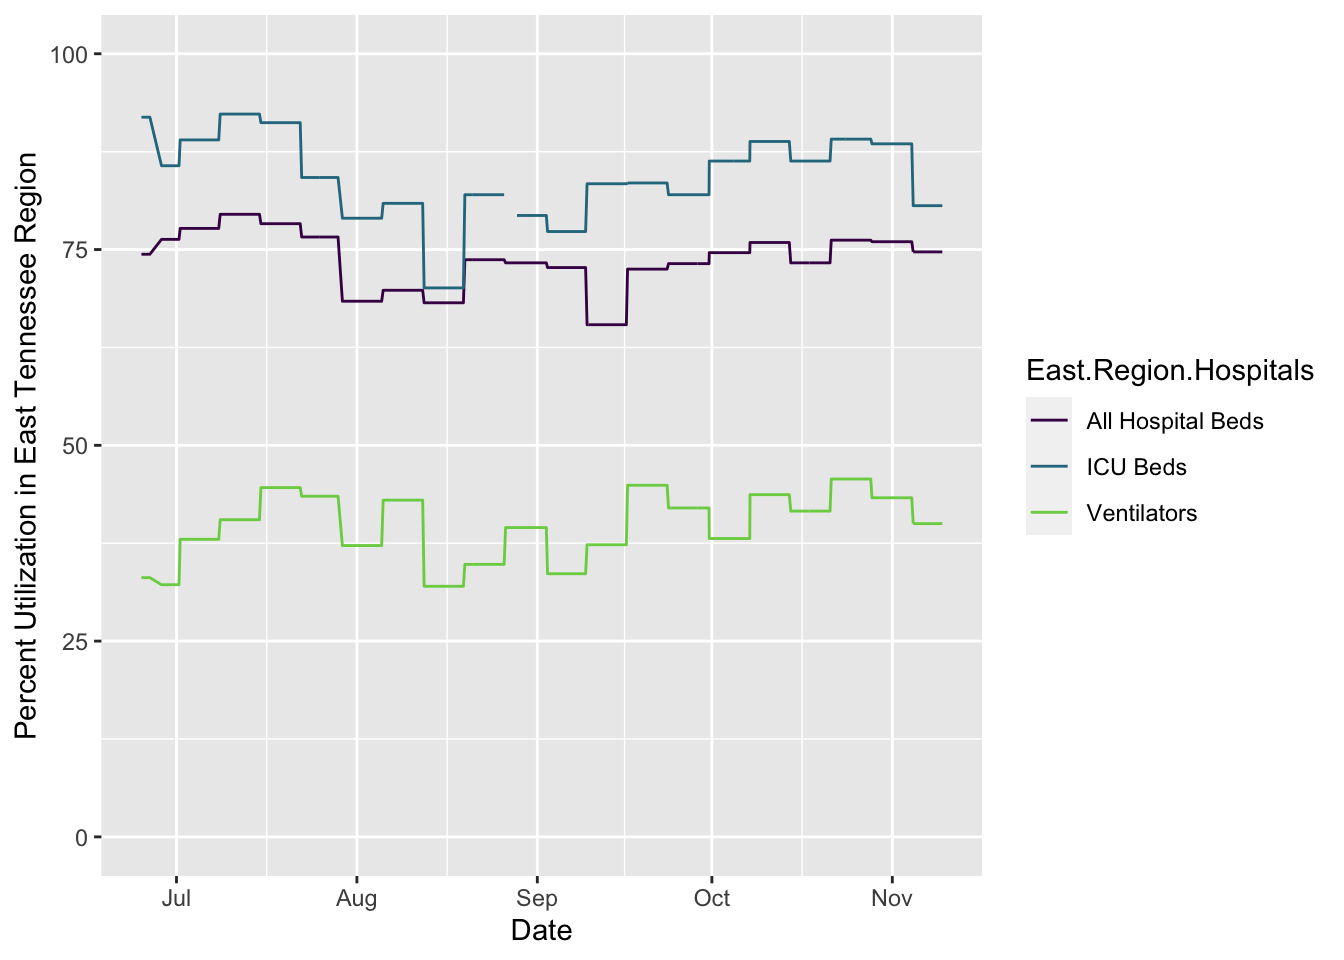 Percent Utilization in East Tennessee Region
100
75
50
25
0
Jul
Aug
Sep
Oct
Nov
Date
East.Region.Hospitals
All Hospital Beds
ICU Beds
Ventilators